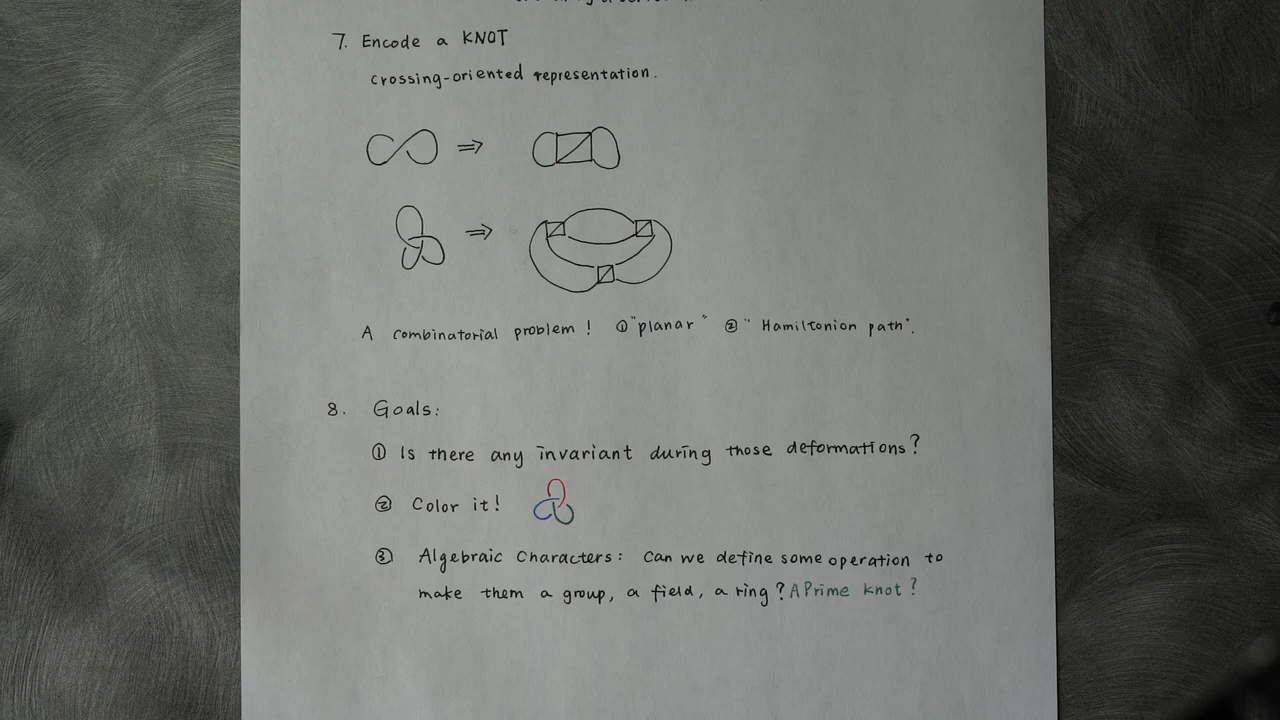 7. Encode a KNOT
crossing-oriented representation.
A combinatorial problem! ①"planar" ② "Hamiltonion path".
8. Goals:
① Is there any invariant during those deformations?
② Color it!
③ Algebraic Characters: Can we define some operation to
make them a group, a field, a ring? A Prime knot?